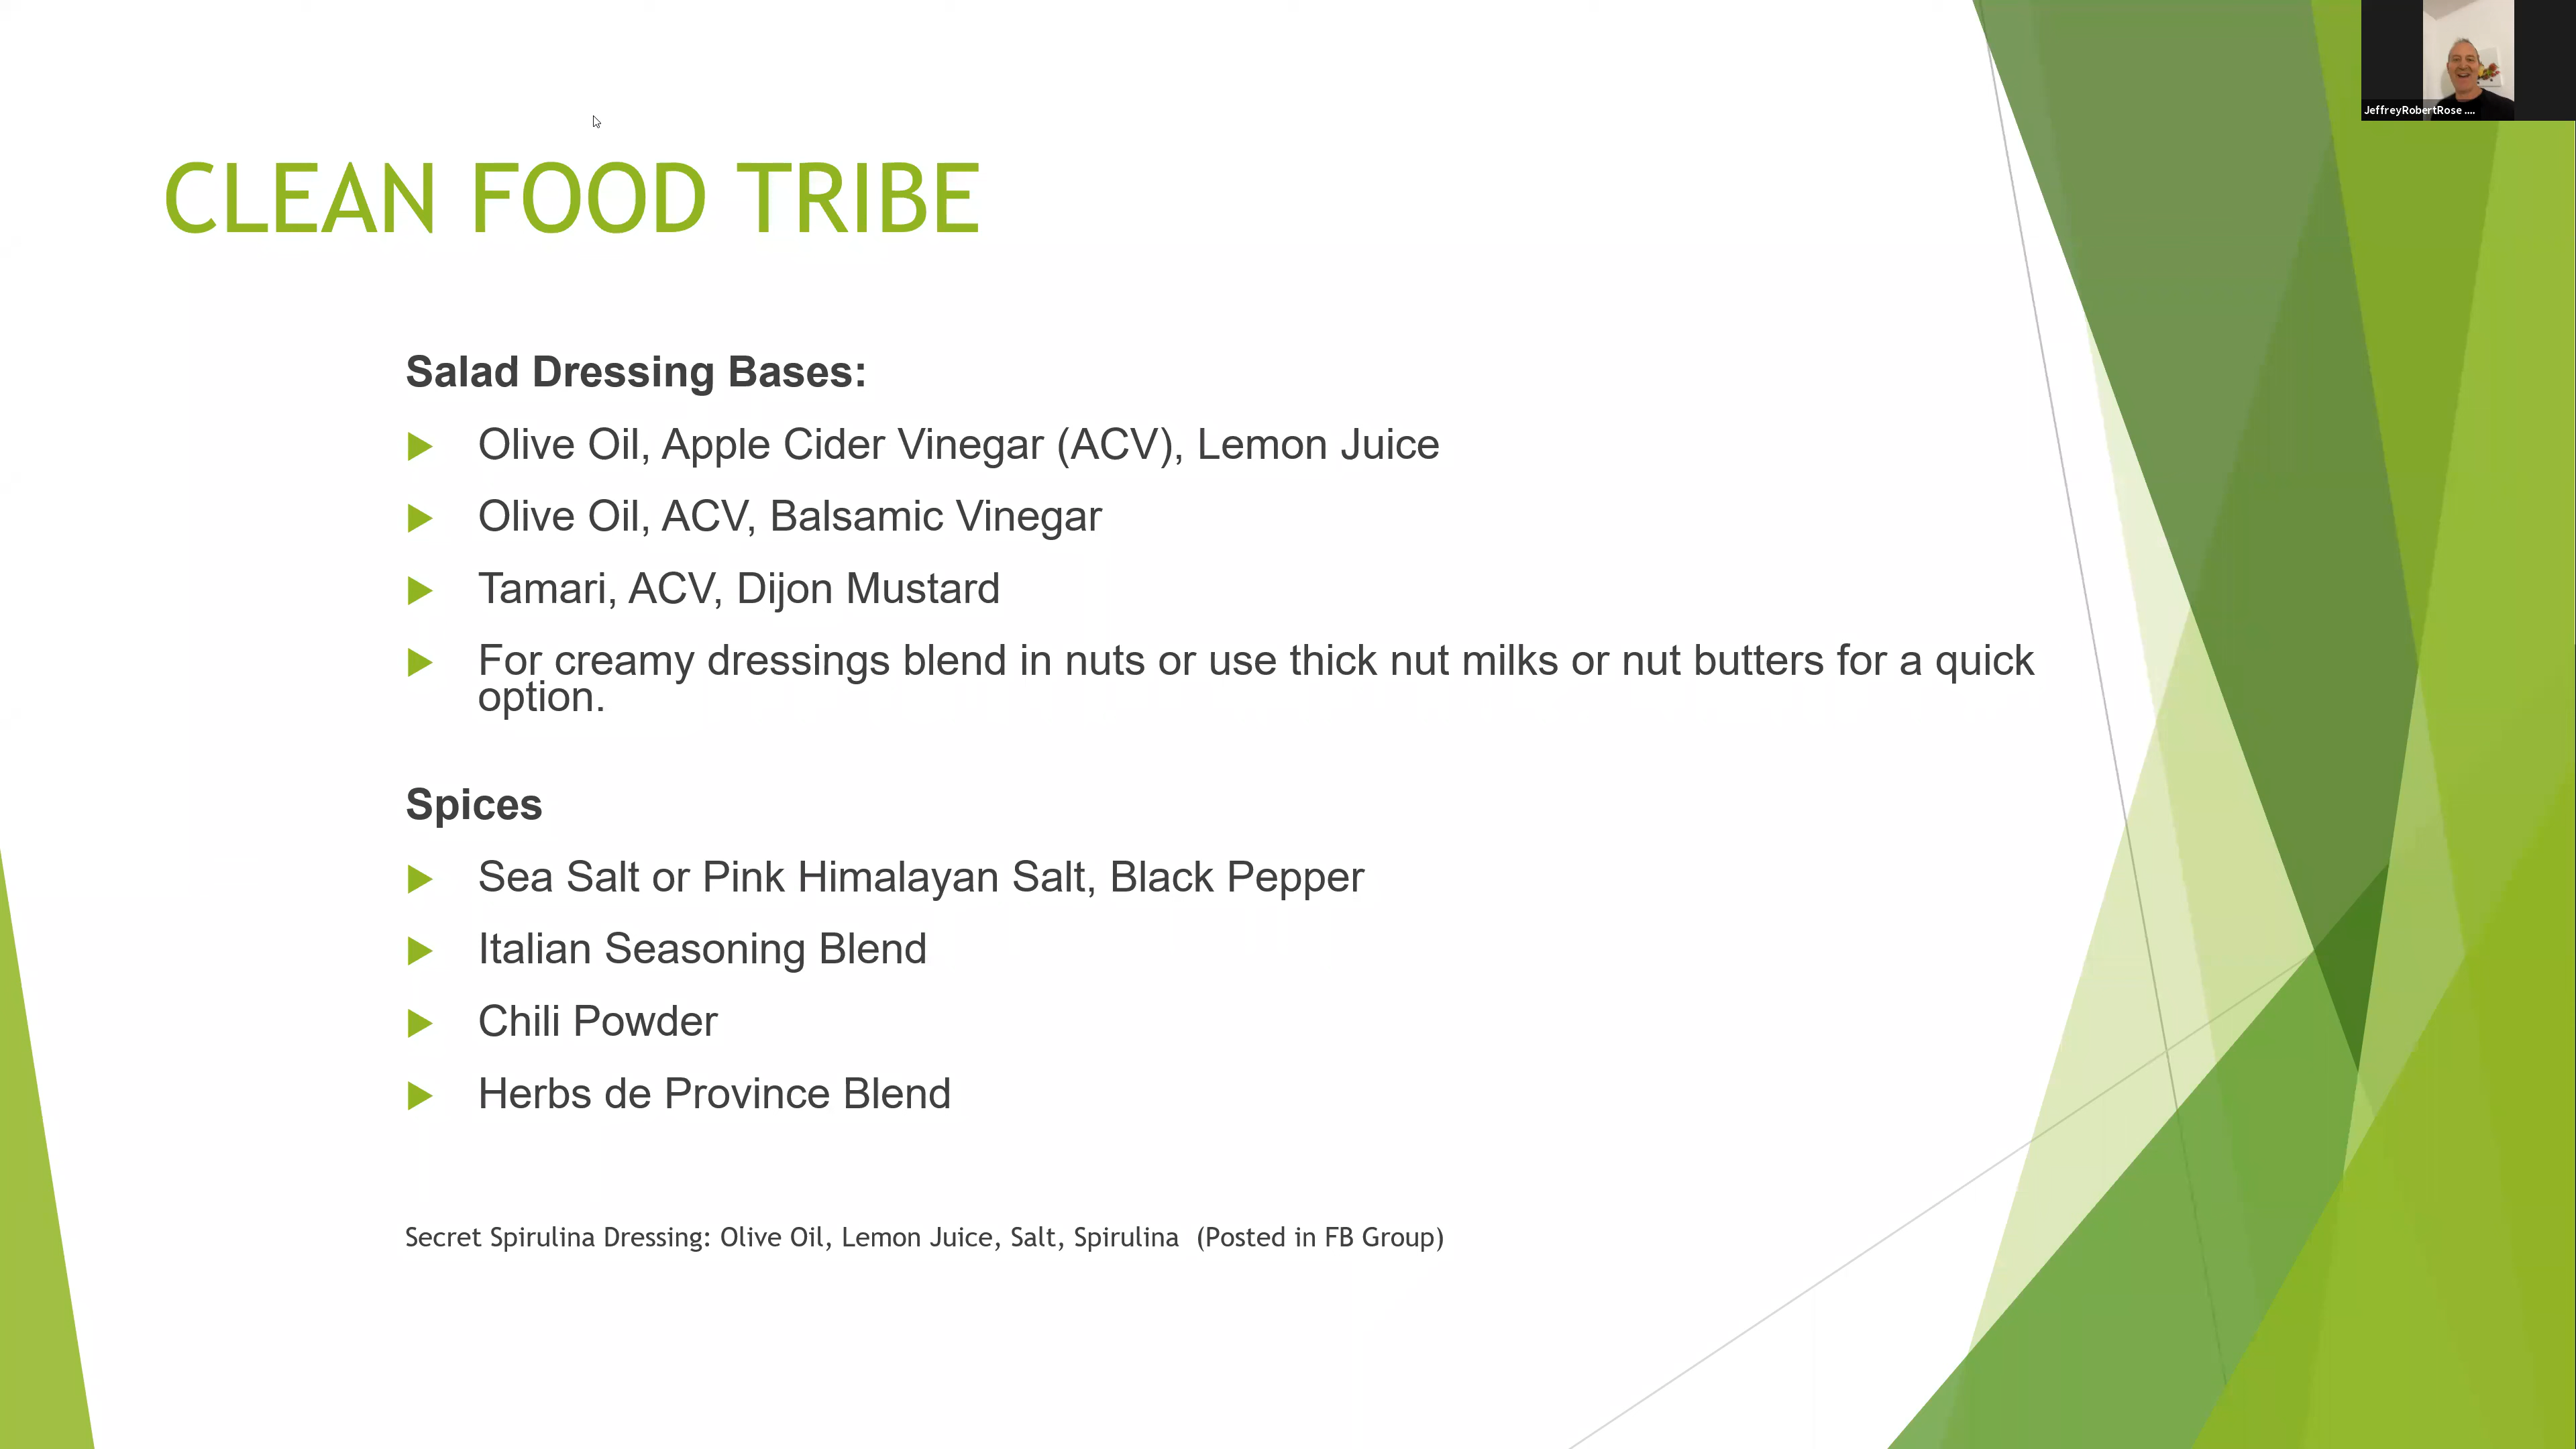 JeffreyRobertRose ....
CLEAN FOOD TRIBE
Salad Dressing Bases:
Olive Oil, Apple Cider Vinegar (ACV), Lemon Juice
Olive Oil, ACV, Balsamic Vinegar
Tamari, ACV, Dijon Mustard
For creamy dressings blend in nuts or use thick nut milks or nut butters for a quick
option.
Spices
Sea Salt or Pink Himalayan Salt, Black Pepper
Italian Seasoning Blend
Chili Powder
Herbs de Province Blend
Secret Spirulina Dressing: Olive Oil, Lemon Juice, Salt, Spirulina  (Posted in FB Group)